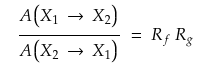 A(X₁ → X₂)
A(X₂ → X₁) = R_f R_g